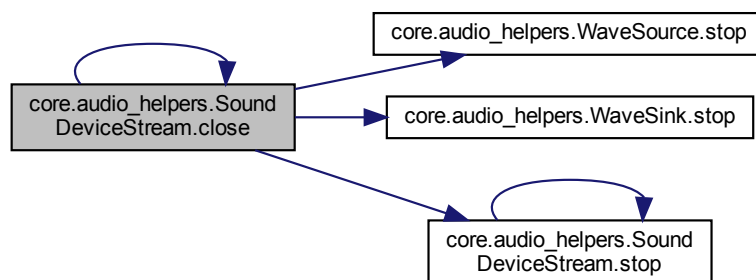 core.audio_helpers.WaveSource.stop
core.audio_helpers.Sound
DeviceStream.close
core.audio_helpers.WaveSink.stop
core.audio_helpers.Sound
DeviceStream.stop